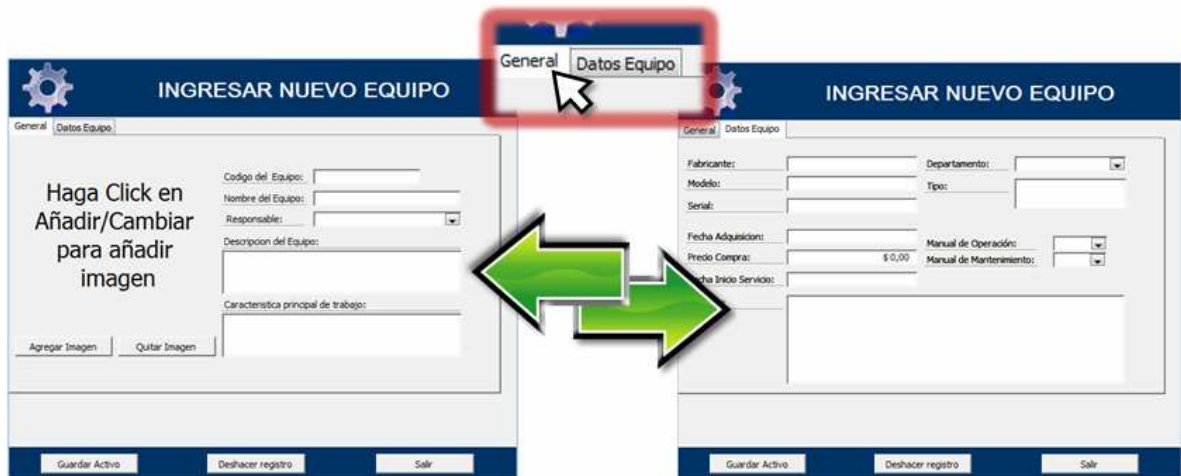 General Datos Equipo
INGRESAR NUEVO EQUIPO
General Datos Equipo
Haga Click en
Añadir/Cambiar
para añadir
imagen
Codigo del Equipo:
Nombre del Equipo:
Responsable:
Descripcion del Equipo:
Caracteristica principal de trabajo:
Agregar Imagen Quitar Imagen
Guardar Activo Deshacer registro Salir
INGRESAR NUEVO EQUIPO
General Datos Equipo
Fabricante: Departamento:
Modelo: Tipo:
Serial:
Fecha Adquisicion: Manual de Operación:
Precio Compra: $ 0,00 Manual de Mantenimiento:
Inicio Servicio:
Guardar Activo Deshacer registro Salir